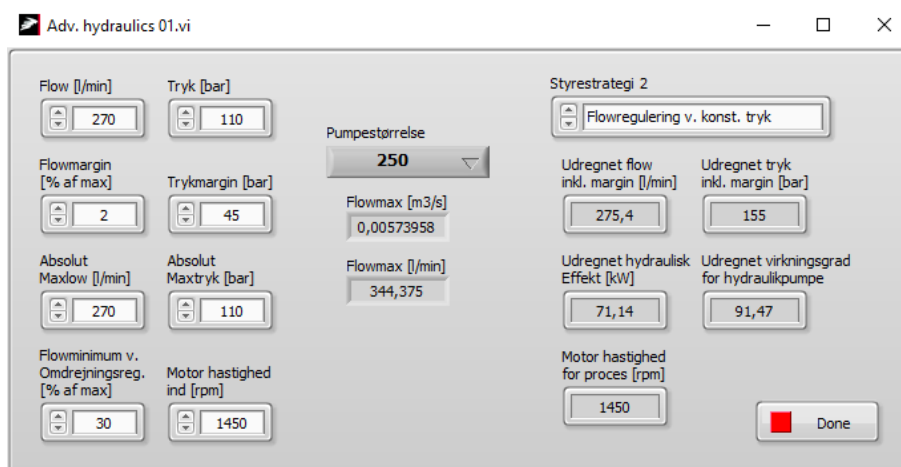 Adv. hydraulics 01.vi
Flow [l/min]
270
Tryk [bar]
110
Flowmargin
[% af max]
2
Trykmargin [bar]
45
Absolut
Maxlow [l/min]
270
Absolut
Maxtryk [bar]
110
Flowminimum v.
Omdrejningsreg.
[% af max]
30
Motor hastighed
ind [rpm]
1450
Pumpestørrelse
250
Flowmax [m3/s]
0,00573958
Flowmax [l/min]
344,375
Styrestrategi 2
Flowregulering v. konst. tryk
Udregnet flow
inkl. margin [l/min]
275,4
Udregnet tryk
inkl. margin [bar]
155
Udregnet hydraulisk
Effekt [kW]
71,14
Udregnet virkningsgrad
for hydraulikpumpe
91,47
Motor hastighed
for proces [rpm]
1450
Done